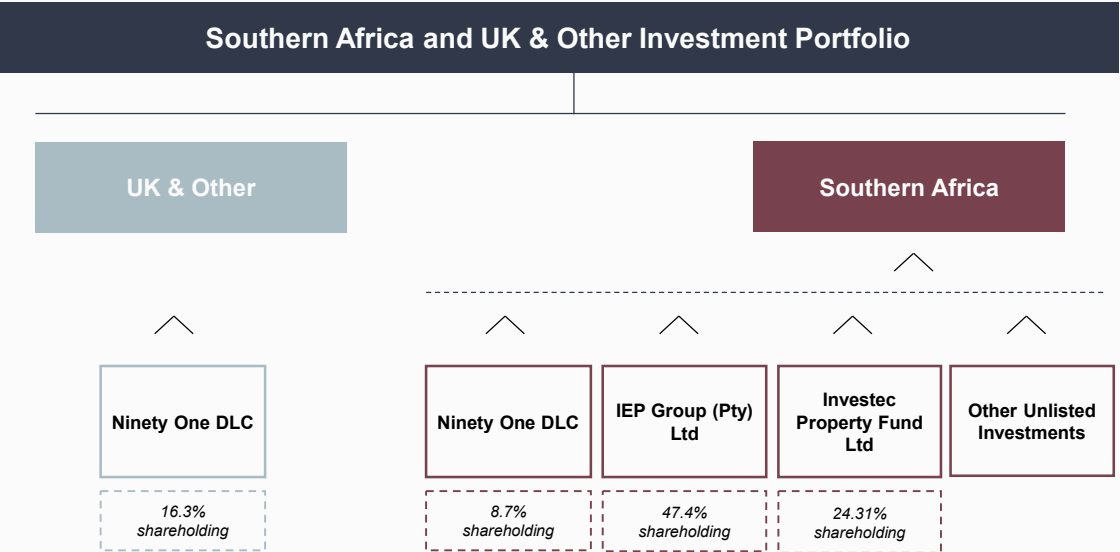 Southern Africa and UK & Other Investment Portfolio
UK & Other
Southern Africa
Ninety One DLC
Ninety One DLC
IEP Group (Pty)
Ltd
Investec
Property Fund
Ltd
Other Unlisted
Investments
16.3%
shareholding
8.7%
shareholding
47.4%
shareholding
24.31%
shareholding